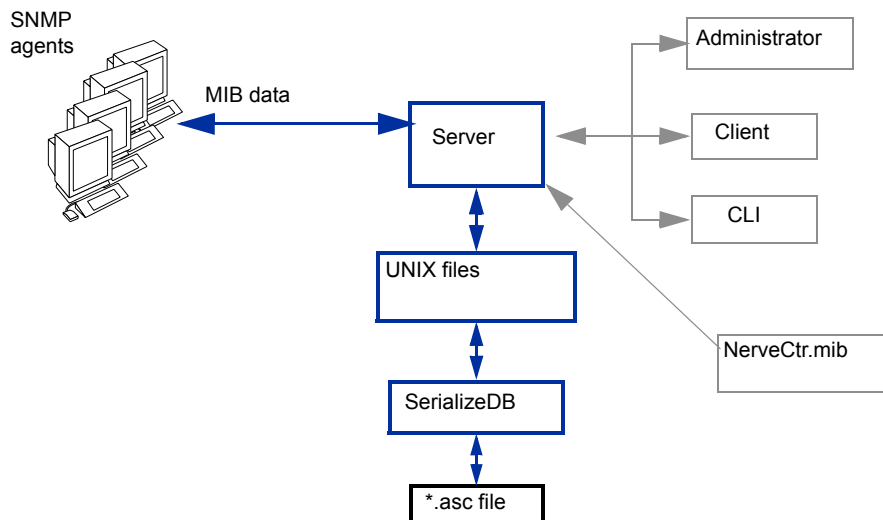 SNMP
agents
MIB data
Server
Administrator
Client
CLI
UNIX files
NerveCtr.mib
SerializeDB
*.asc file